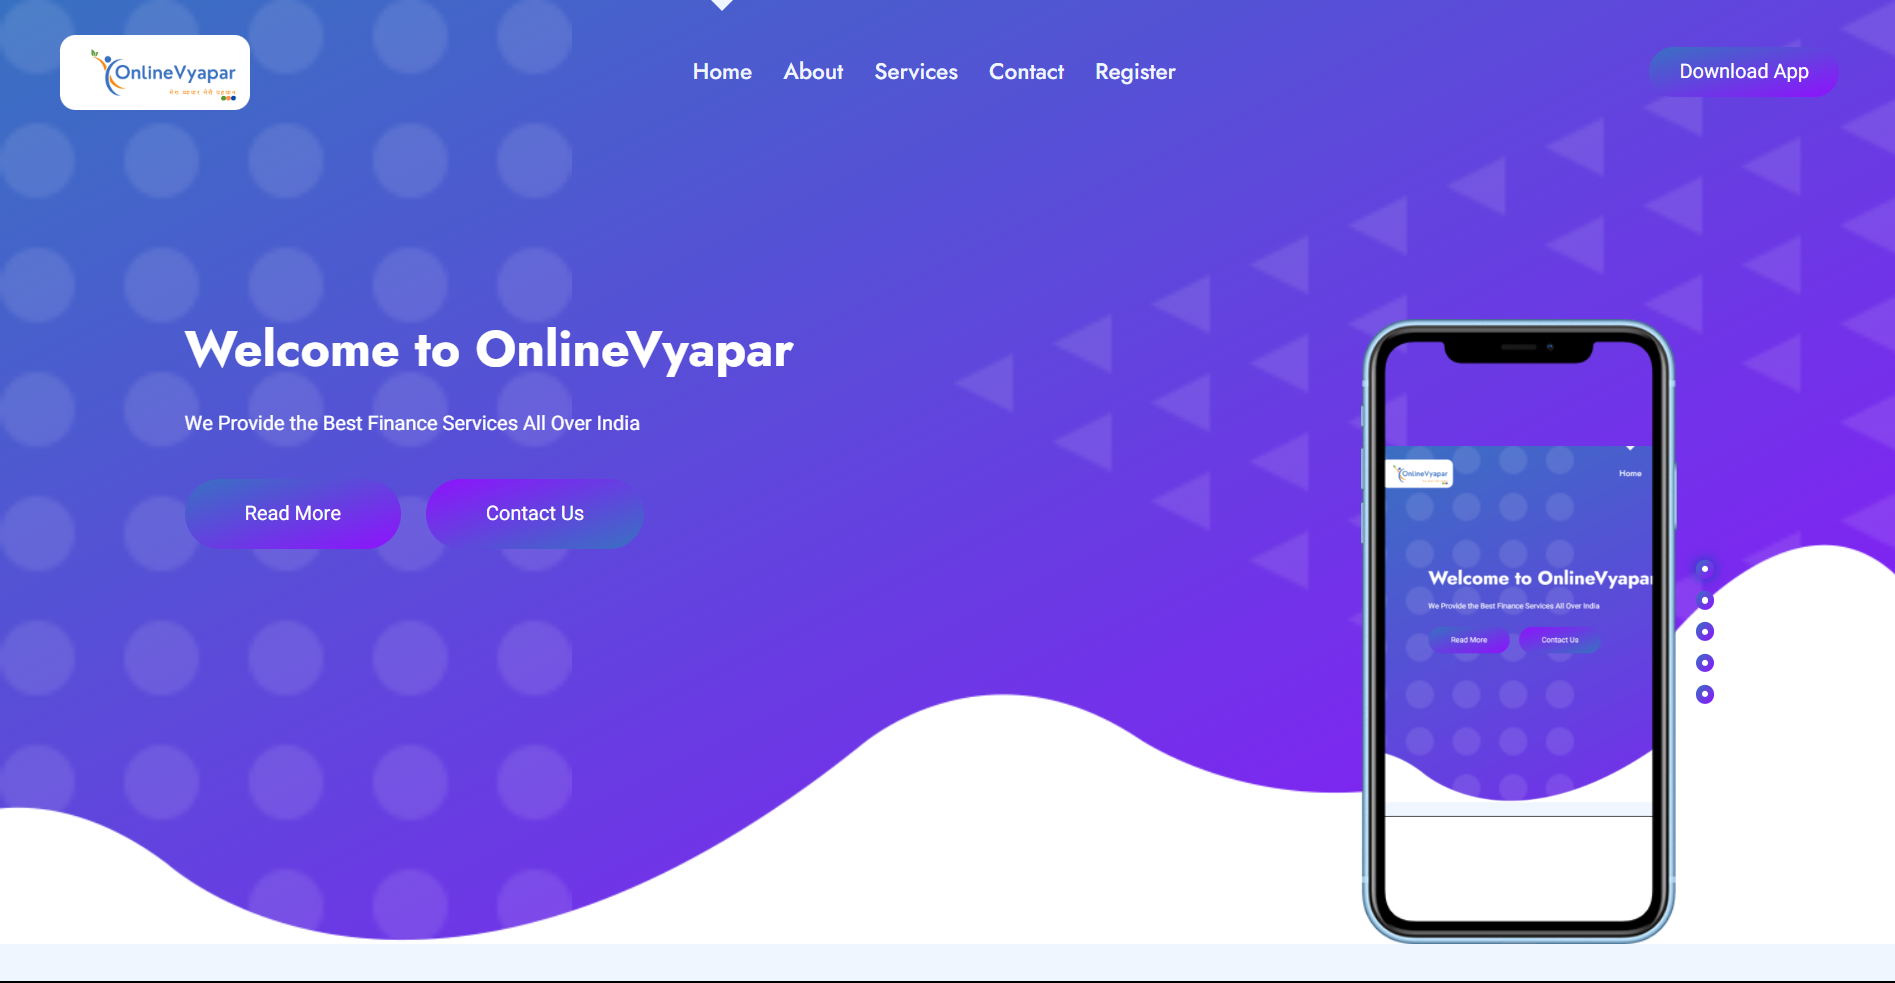 OnlineVyapar
मेरा व्यापार मेरी पहचान
Home About Services Contact Register
Download App
Welcome to OnlineVyapar
We Provide the Best Finance Services All Over India
Read More Contact Us
OnlineVyapar
Home
Welcome to OnlineVyapar
We Provide the Best Finance Services All Over India
Read More Contact Us